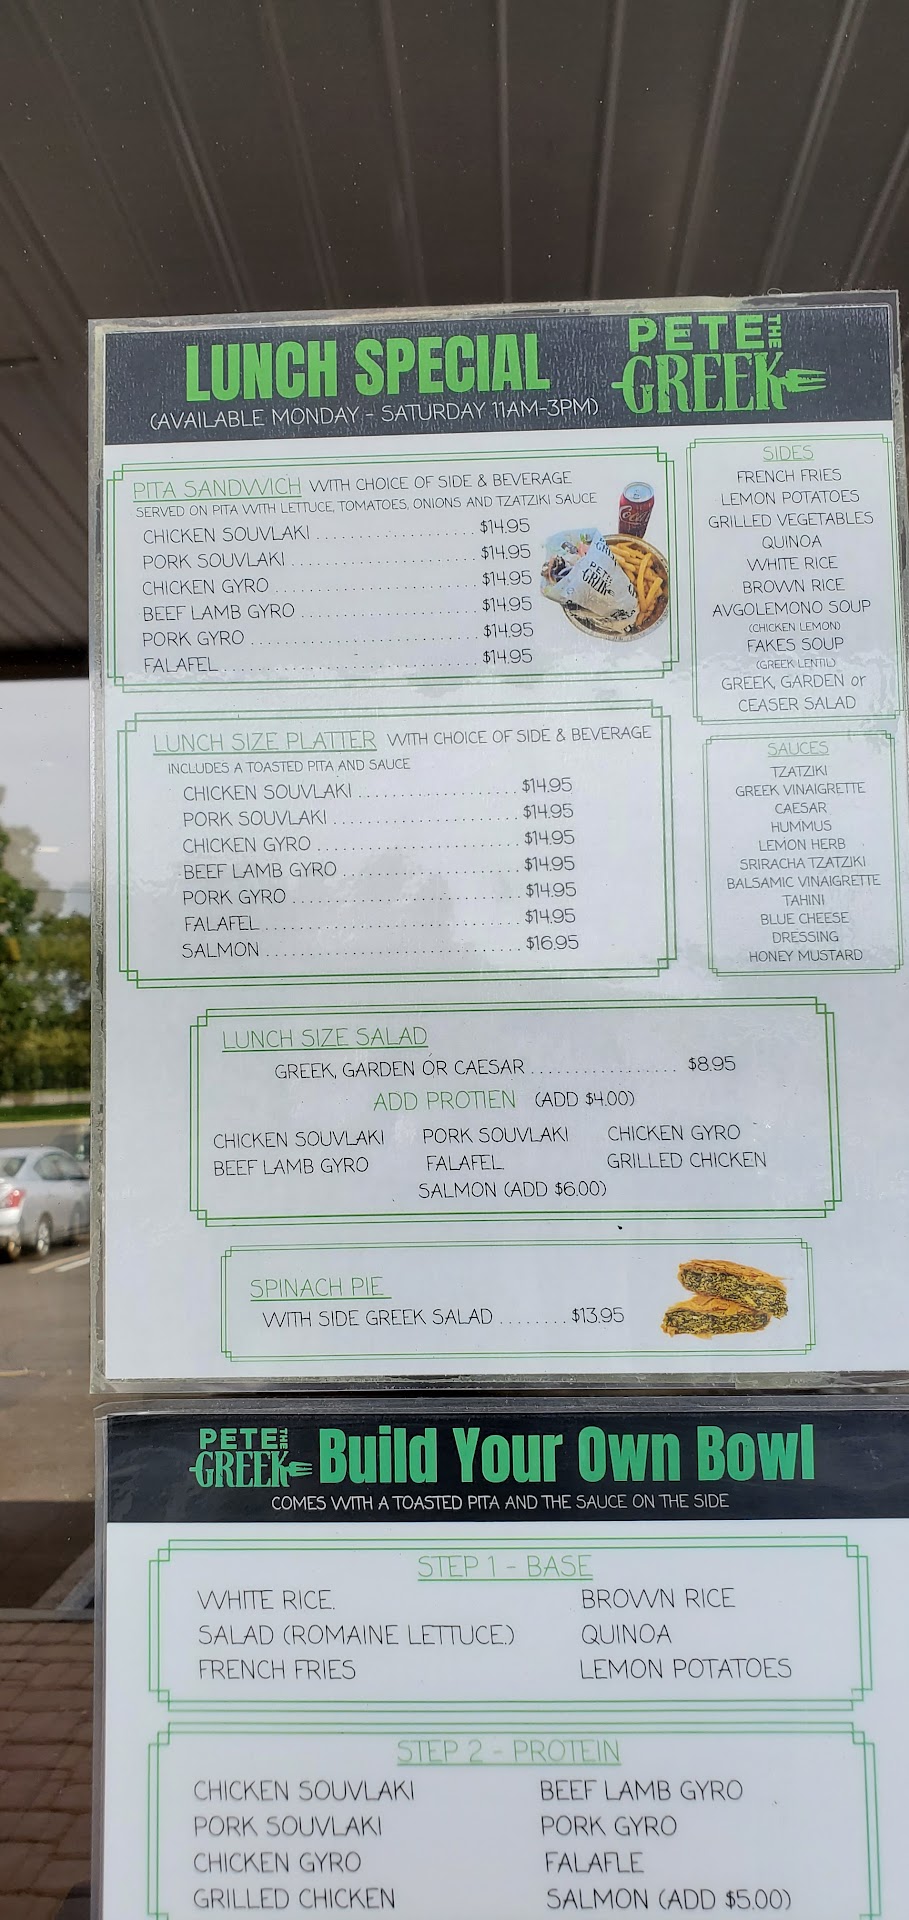 LUNCH SPECIAL
PETE THE GREEK
(AVAILABLE MONDAY - SATURDAY 11AM-3PM)
PITA SANDWICH WITH CHOICE OF SIDE & BEVERAGE
SERVED ON PITA WITH LETTUCE, TOMATOES, ONIONS AND TZATZIKI SAUCE
CHICKEN SOUVLAKI $14.95
PORK SOUVLAKI $14.95
CHICKEN GYRO $14.95
BEEF LAMB GYRO $14.95
PORK GYRO $14.95
FALAFEL $14.95
SIDES
FRENCH FRIES
LEMON POTATOES
GRILLED VEGETABLES
QUINOA
WHITE RICE
BROWN RICE
AVGOLEMONO SOUP
(CHICKEN LEMON)
FAKES SOUP
(GREEK LENTIL)
GREEK, GARDEN or
CEASER SALAD
LUNCH SIZE PLATTER WITH CHOICE OF SIDE & BEVERAGE
INCLUDES A TOASTED PITA AND SAUCE
CHICKEN SOUVLAKI $14.95
PORK SOUVLAKI $14.95
CHICKEN GYRO $14.95
BEEF LAMB GYRO $14.95
PORK GYRO $14.95
FALAFEL $14.95
SALMON $16.95
SAUCES
TZATZIKI
GREEK VINAIGRETTE
CAESAR
HUMMUS
LEMON HERB
SRIRACHA TZATZIKI
BALSAMIC VINAIGRETTE
TAHINI
BLUE CHEESE
DRESSING
HONEY MUSTARD
LUNCH SIZE SALAD
GREEK, GARDEN OR CAESAR $8.95
ADD PROTIEN (ADD $4.00)
CHICKEN SOUVLAKI PORK SOUVLAKI CHICKEN GYRO
BEEF LAMB GYRO FALAFEL GRILLED CHICKEN
SALMON (ADD $6.00)
SPINACH PIE
WITH SIDE GREEK SALAD $13.95
PETE THE GREEK Build Your Own Bowl
COMES WITH A TOASTED PITA AND THE SAUCE ON THE SIDE
STEP 1 - BASE
WHITE RICE. BROWN RICE
SALAD (ROMAINE LETTUCE) QUINOA
FRENCH FRIES LEMON POTATOES
STEP 2 - PROTEIN
CHICKEN SOUVLAKI BEEF LAMB GYRO
PORK SOUVLAKI PORK GYRO
CHICKEN GYRO FALAFLE
GRILLED CHICKEN SALMON (ADD $5.00)